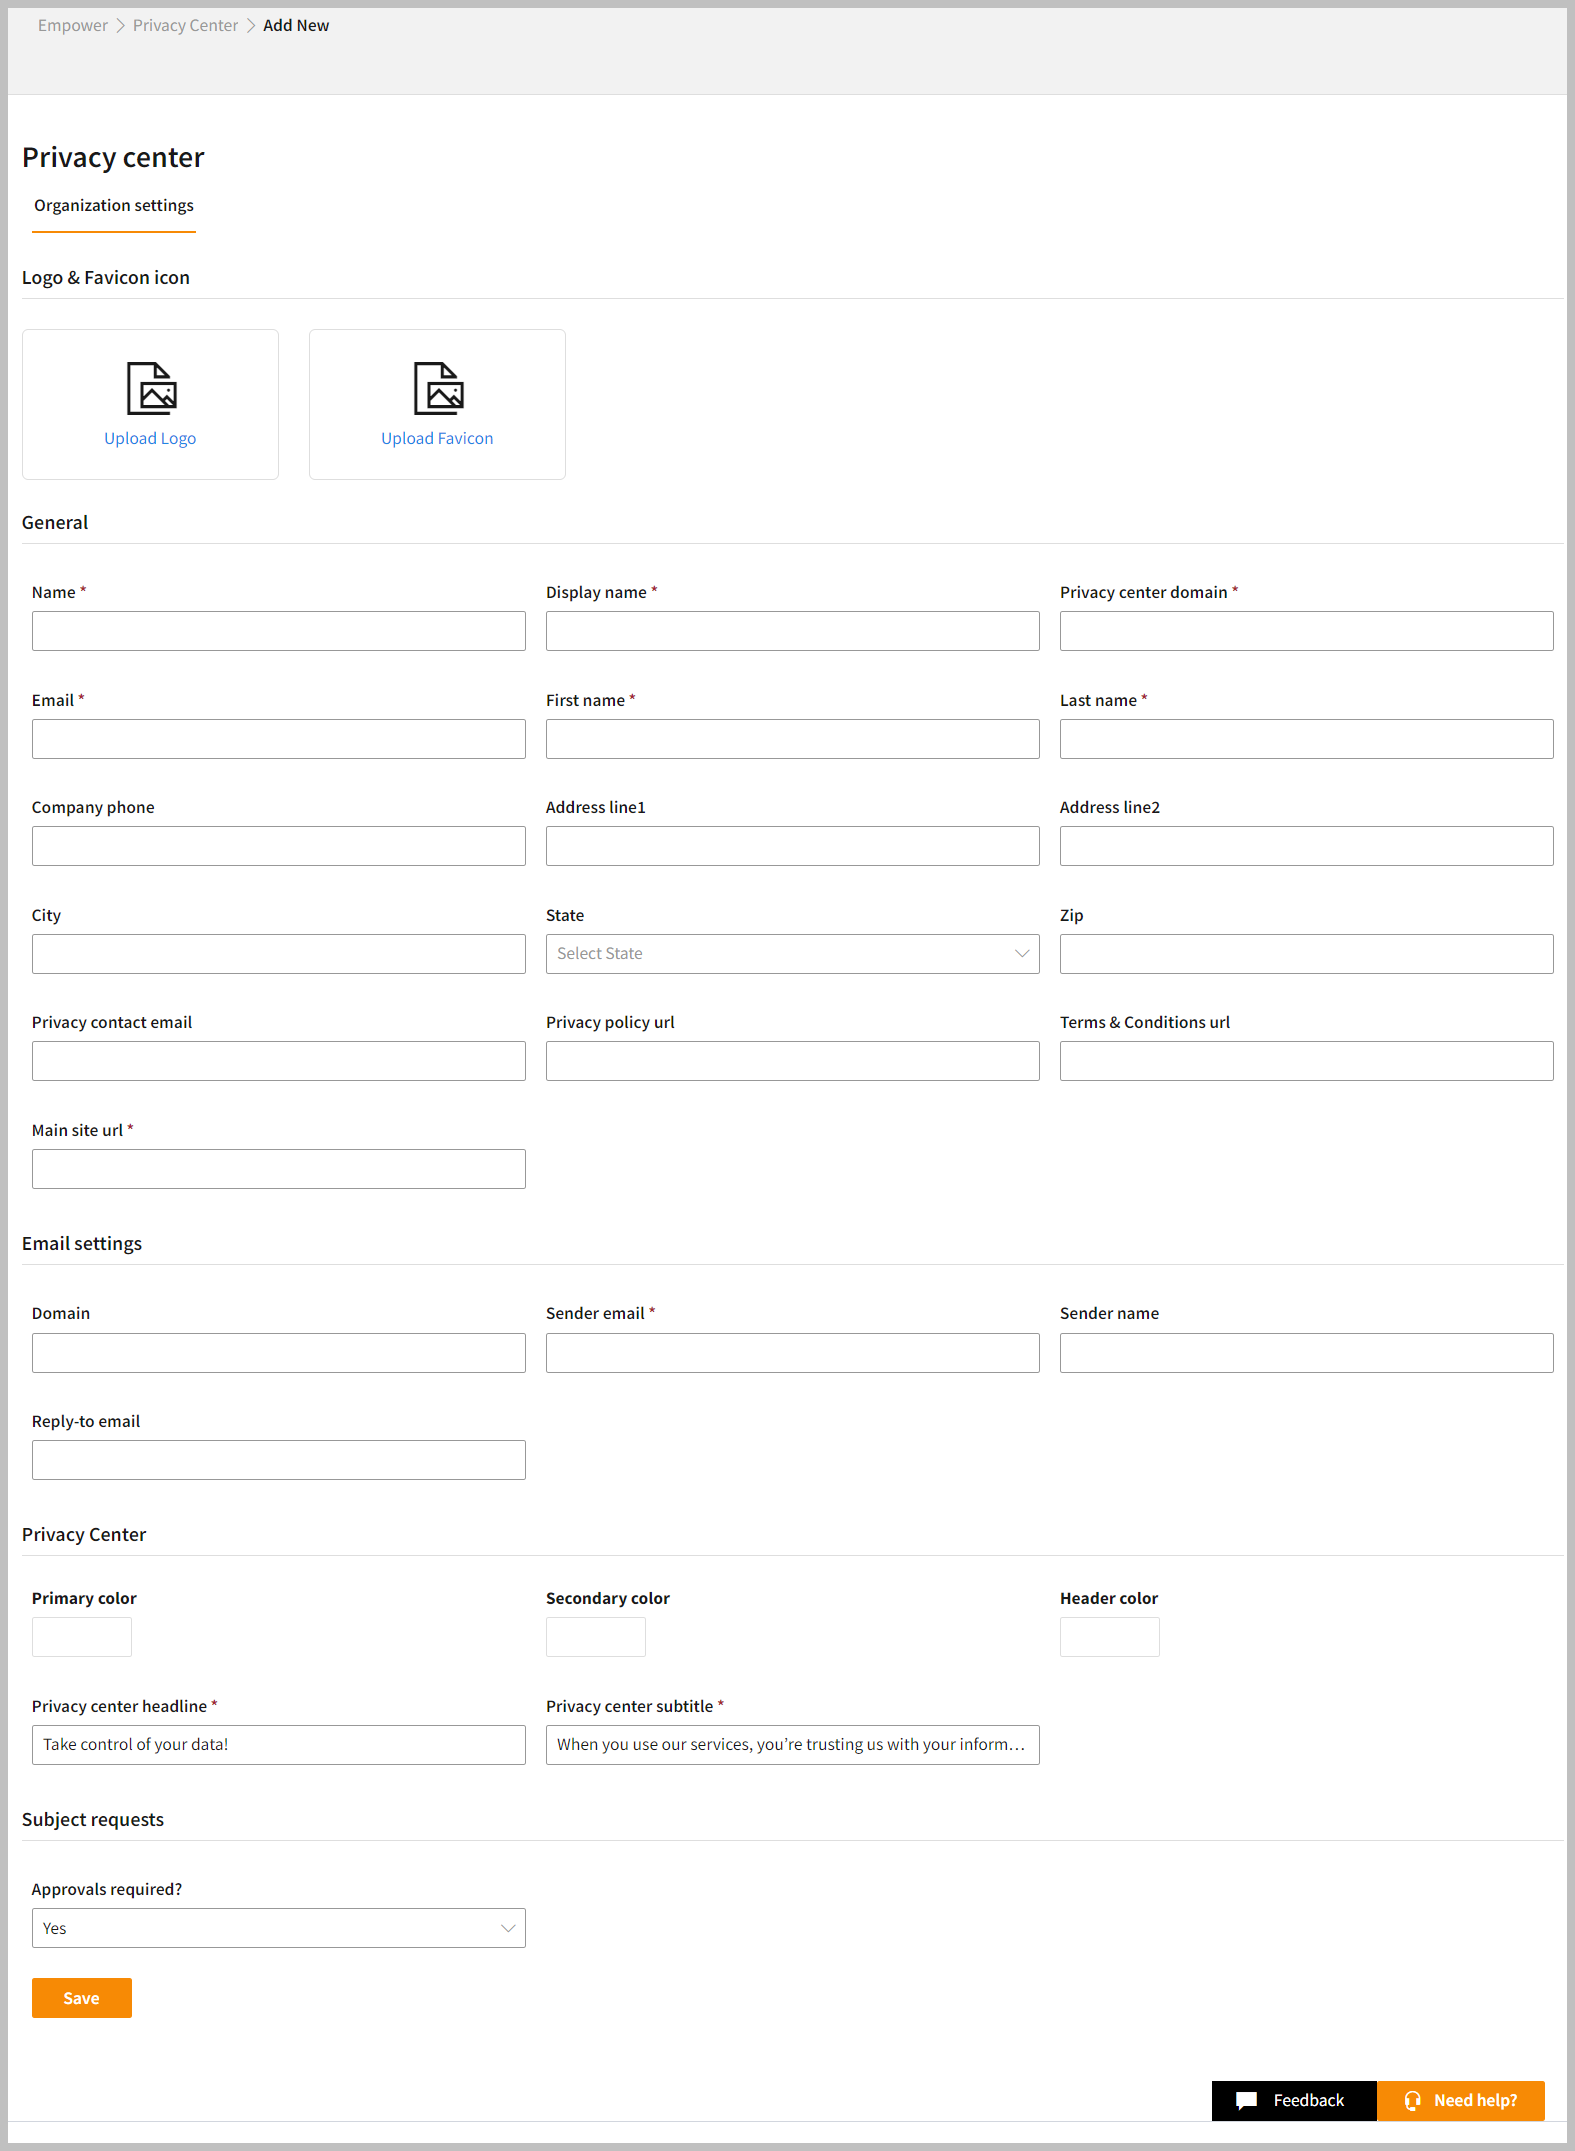 Empower > Privacy Center > Add New
Privacy center
Organization settings
Logo & Favicon icon
Upload Logo Upload Favicon
General
Name * Display name * Privacy center domain *
Email * First name * Last name *
Company phone Address line1 Address line2
City State Zip
Select State
Privacy contact email Privacy policy url Terms & Conditions url
Main site url *
Email settings
Domain Sender email * Sender name
Reply-to email
Privacy Center
Primary color Secondary color Header color
Privacy center headline * Privacy center subtitle *
Take control of your data! When you use our services, you’re trusting us with your inform...
Subject requests
Approvals required?
Yes
Save
Feedback Need help?